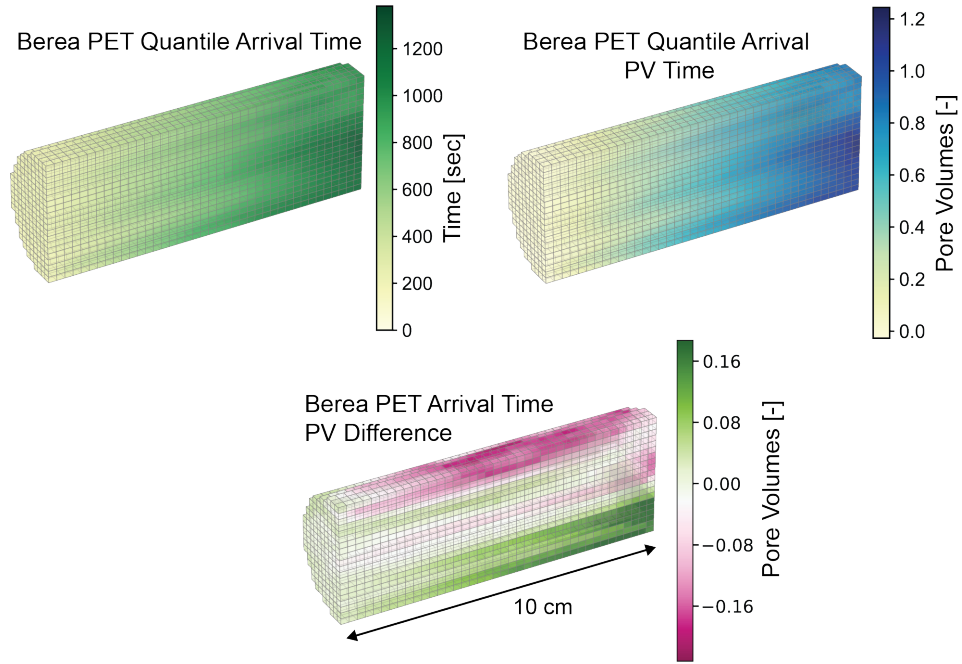 Berea PET Quantile Arrival Time
1200
1000
800
600
400
200
0
Time [sec]
Berea PET Quantile Arrival
PV Time
1.2
1.0
0.8
0.6
0.4
0.2
0.0
Pore Volumes [-]
Berea PET Arrival Time
PV Difference
0.16
0.08
0.00
−0.08
−0.16
Pore Volumes [-]
10 cm